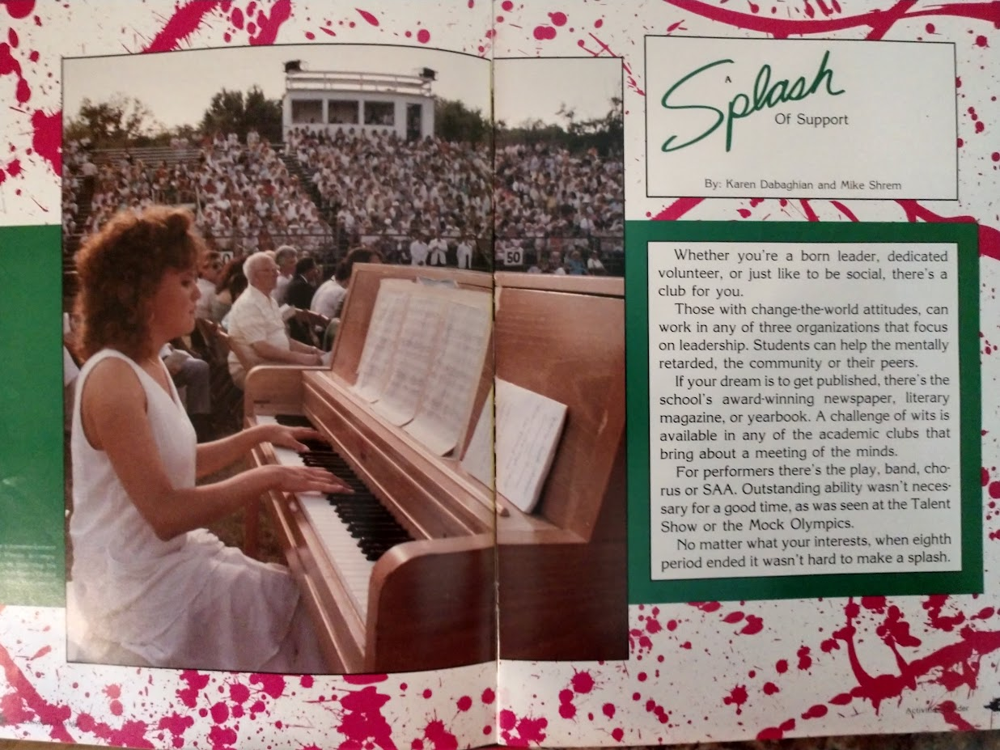 A
Splash
Of Support
By: Karen Dabaghian and Mike Shrem
Whether you're a born leader, dedicated
volunteer, or just like to be social, there's a
club for you.
Those with change-the-world attitudes, can
work in any of three organizations that focus
on leadership. Students can help the mentally
retarded, the community or their peers.
If your dream is to get published, there's the
school's award-winning newspaper, literary
magazine, or yearbook. A challenge of wits is
available in any of the academic clubs that
bring about a meeting of the minds.
For performers there's the play, band, cho-
rus or SAA. Outstanding ability wasn't neces-
sary for a good time, as was seen at the Talent
Show or the Mock Olympics.
No matter what your interests, when eighth
period ended it wasn't hard to make a splash.
50